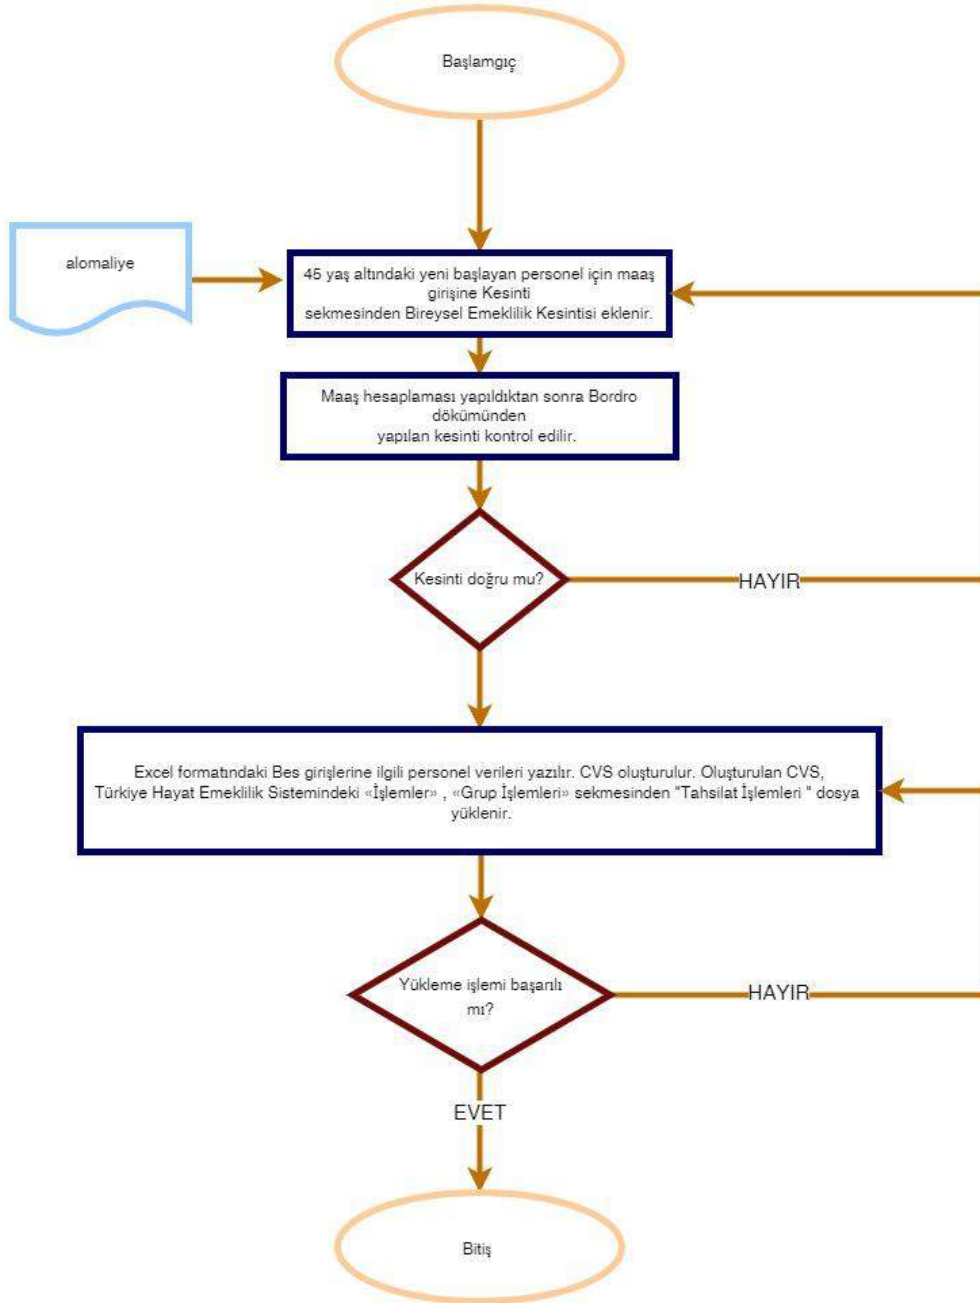 Başlamgıç
alomaliye
45 yaş altındaki yeni başlayan personel için maaş
girişine Kesinti
sekmesinden Bireysel Emeklilik Kesintisi eklenir.
Maaş hesaplaması yapıldıktan sonra Bordro
dökümünden
yapılan kesinti kontrol edilir.
Kesinti doğru mu?
HAYIR
Excel formatındaki Bes girişlerine ilgili personel verileri yazılır. CVS oluşturulur. Oluşturulan CVS,
Türkiye Hayat Emeklilik Sistemindeki «İşlemler» , «Grup İşlemleri» sekmesinden "Tahsilat İşlemleri " dosya
yüklenir.
Yükleme işlemi başarılı
mı?
HAYIR
EVET
Bitiş